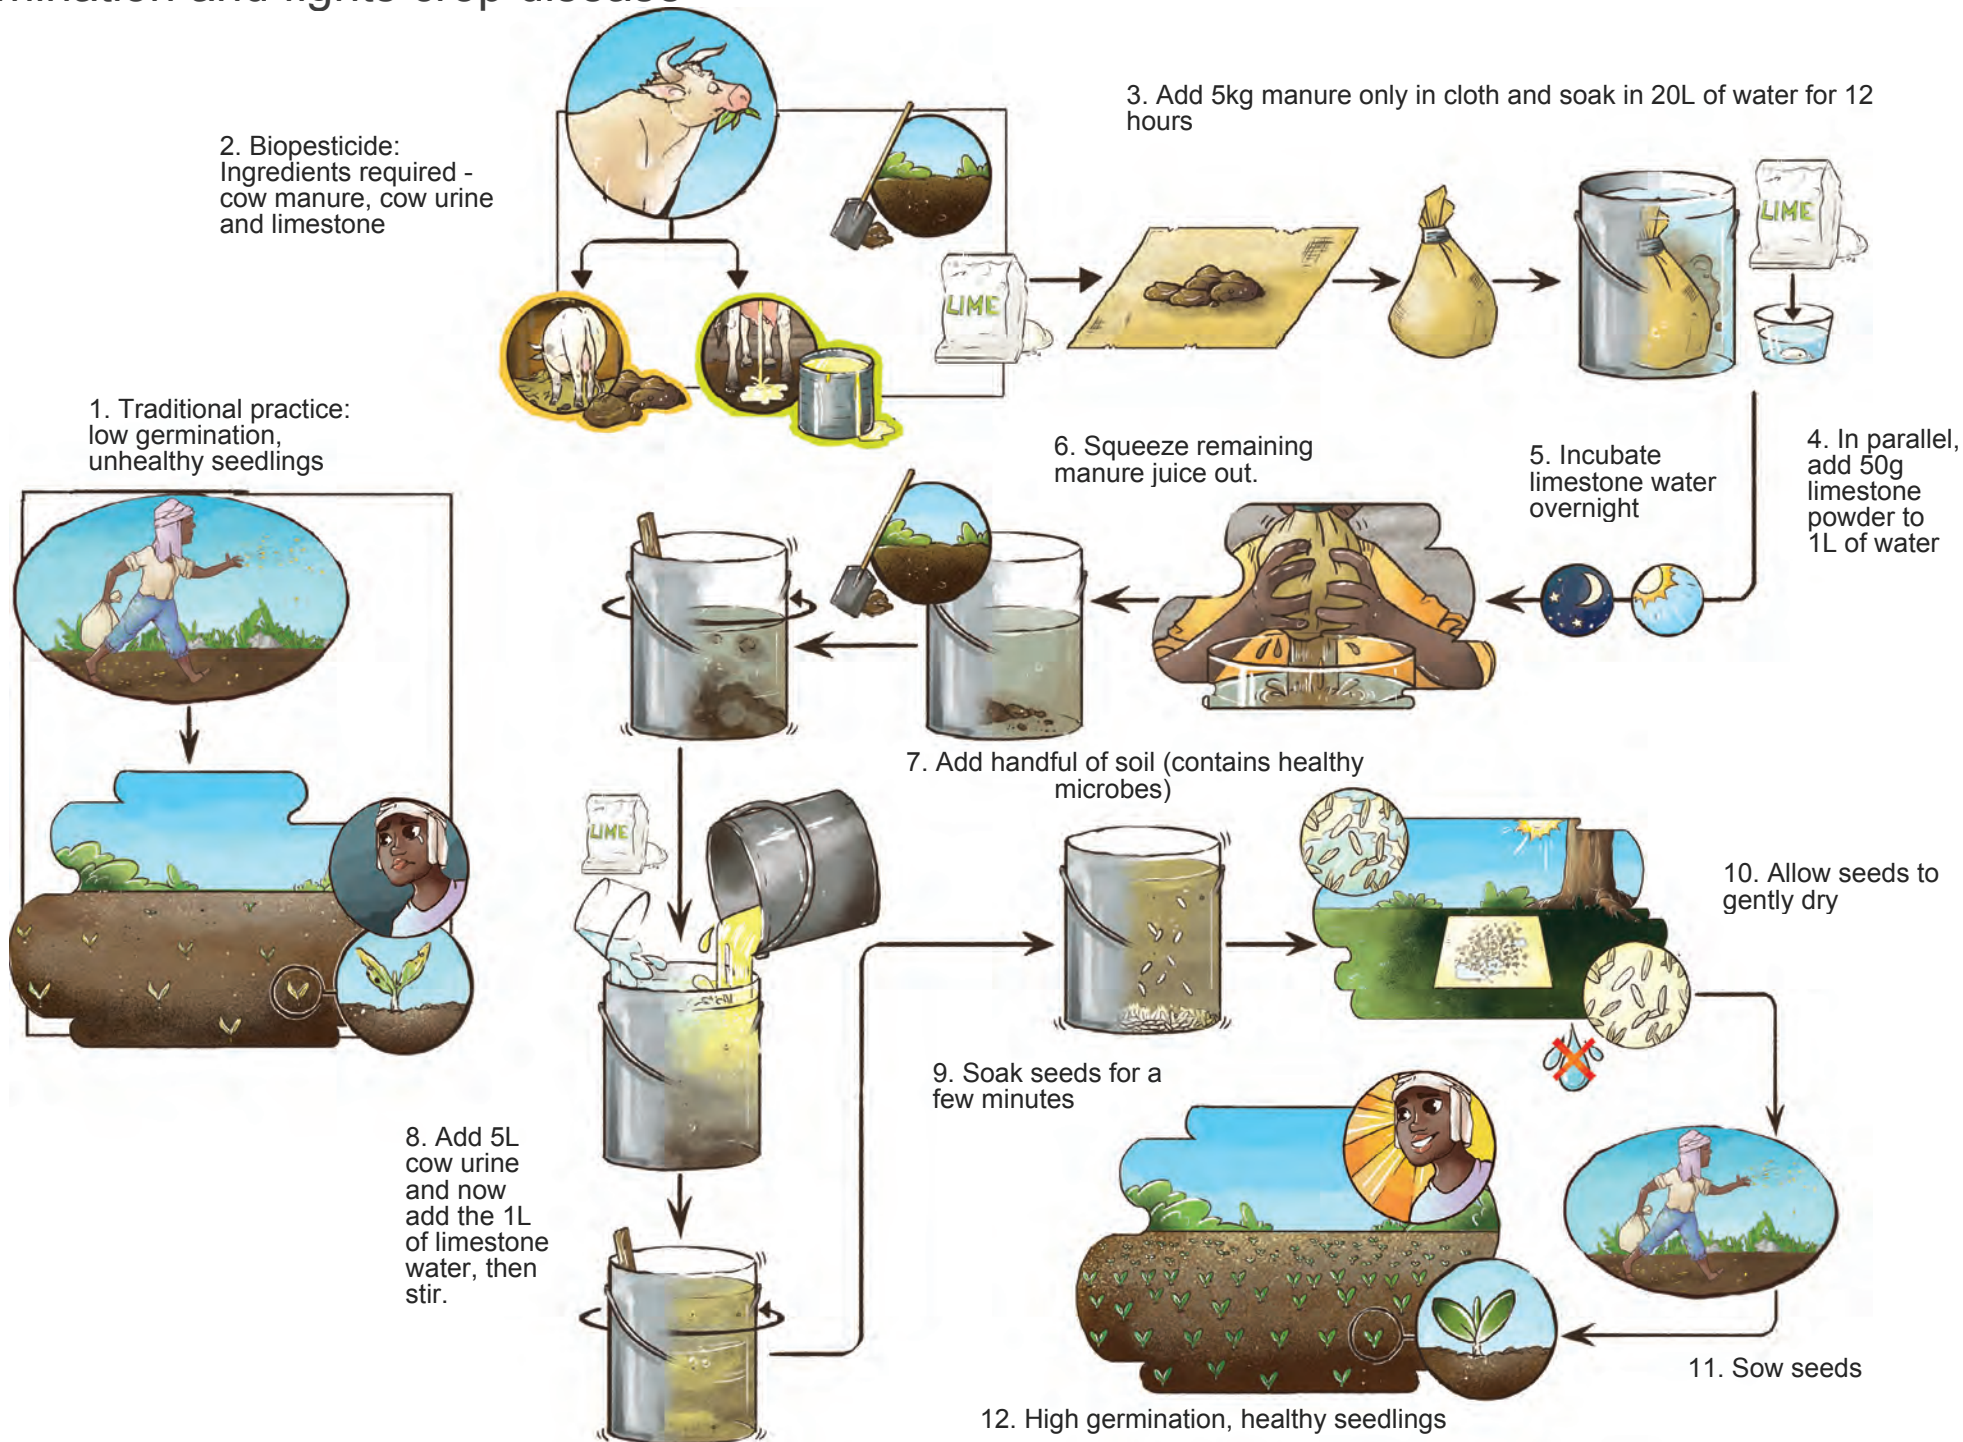 and fights crop disease
2. Biopesticide:
Ingredients required -
cow manure, cow urine
and limestone
3. Add 5kg manure only in cloth and soak in 20L of water for 12
hours
LIME
LIME
1. Traditional practice:
low germination,
unhealthy seedlings
6. Squeeze remaining
manure juice out.
5. Incubate
limestone water
overnight
4. In parallel,
add 50g
limestone
powder to
1L of water
7. Add handful of soil (contains healthy
microbes)
LIME
10. Allow seeds to
gently dry
9. Soak seeds for a
few minutes
8. Add 5L
cow urine
and now
add the 1L
of limestone
water, then
stir.
11. Sow seeds
12. High germination, healthy seedlings